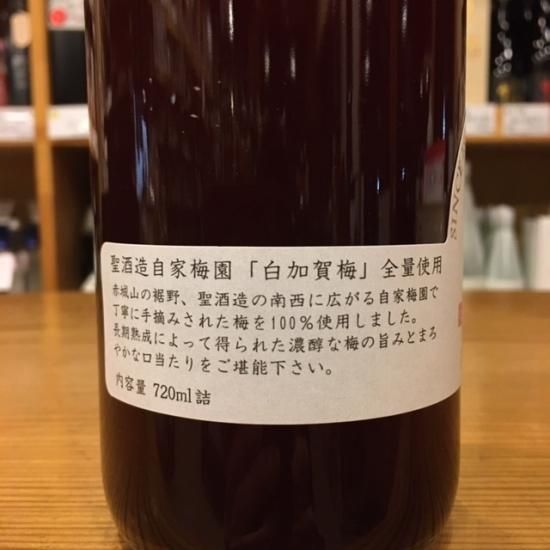 聖酒造自家梅園「白加賀梅」全量使用
赤城山の裾野、聖酒造の南西に広がる自家梅園で
丁寧に手摘みされた梅を100%使用しました。
長期熟成によって得られた濃醇な梅の旨みとまろ
やかな口当たりをご堪能下さい。
内容量 720ml詰